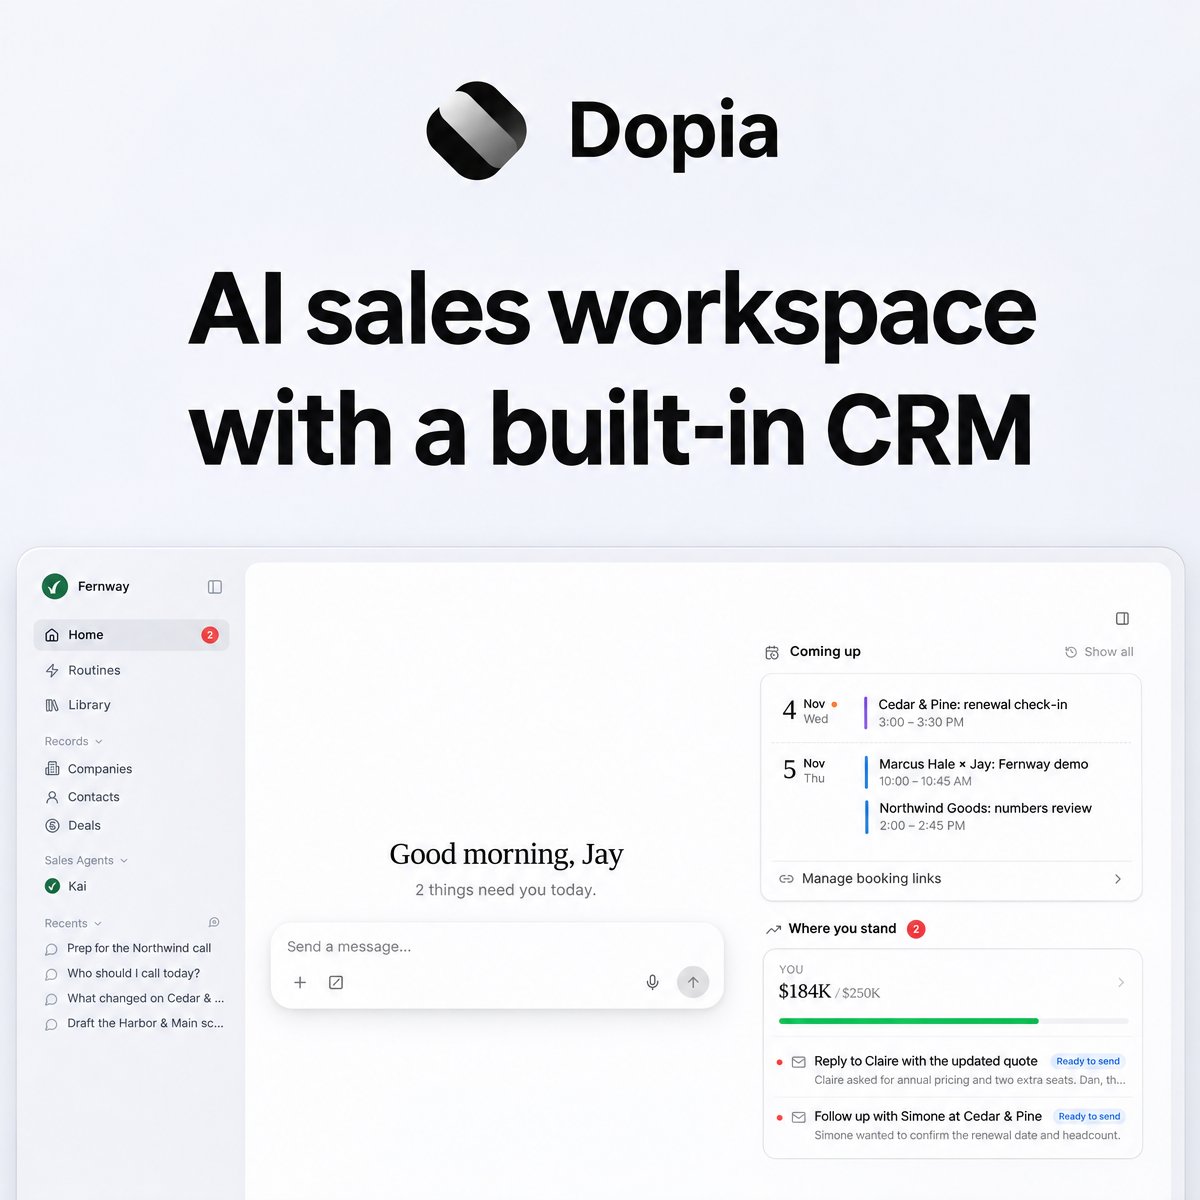 Dopia
AI sales workspace
with a built-in CRM
Fernway
Home
2
Routines
Library
Records
Companies
Contacts
Deals
Sales Agents
Kai
Recents
Prep for the Northwind call
Who should I call today?
What changed on Cedar & ...
Draft the Harbor & Main sc...
Good morning, Jay
2 things need you today.
Send a message...
Coming up
Show all
4 Nov
Wed
Cedar & Pine: renewal check-in
3:00 – 3:30 PM
5 Nov
Thu
Marcus Hale × Jay: Fernway demo
10:00 – 10:45 AM
Northwind Goods: numbers review
2:00 – 2:45 PM
Manage booking links
Where you stand
2
YOU
$184K / $250K
Reply to Claire with the updated quote
Ready to send
Claire asked for annual pricing and two extra seats. Dan, th...
Follow up with Simone at Cedar & Pine
Ready to send
Simone wanted to confirm the renewal date and headcount.